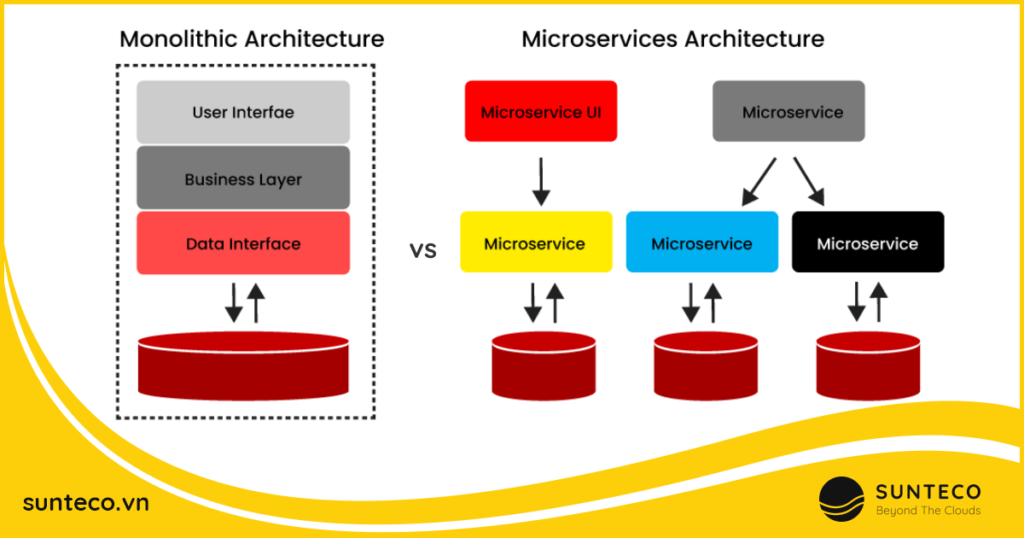 Monolithic Architecture
Microservices Architecture
User Interfae
Business Layer
Data Interface
vs
Microservice UI
Microservice
Microservice
Microservice
Microservice
sunteco.vn
SUNTECO
Beyond The Clouds